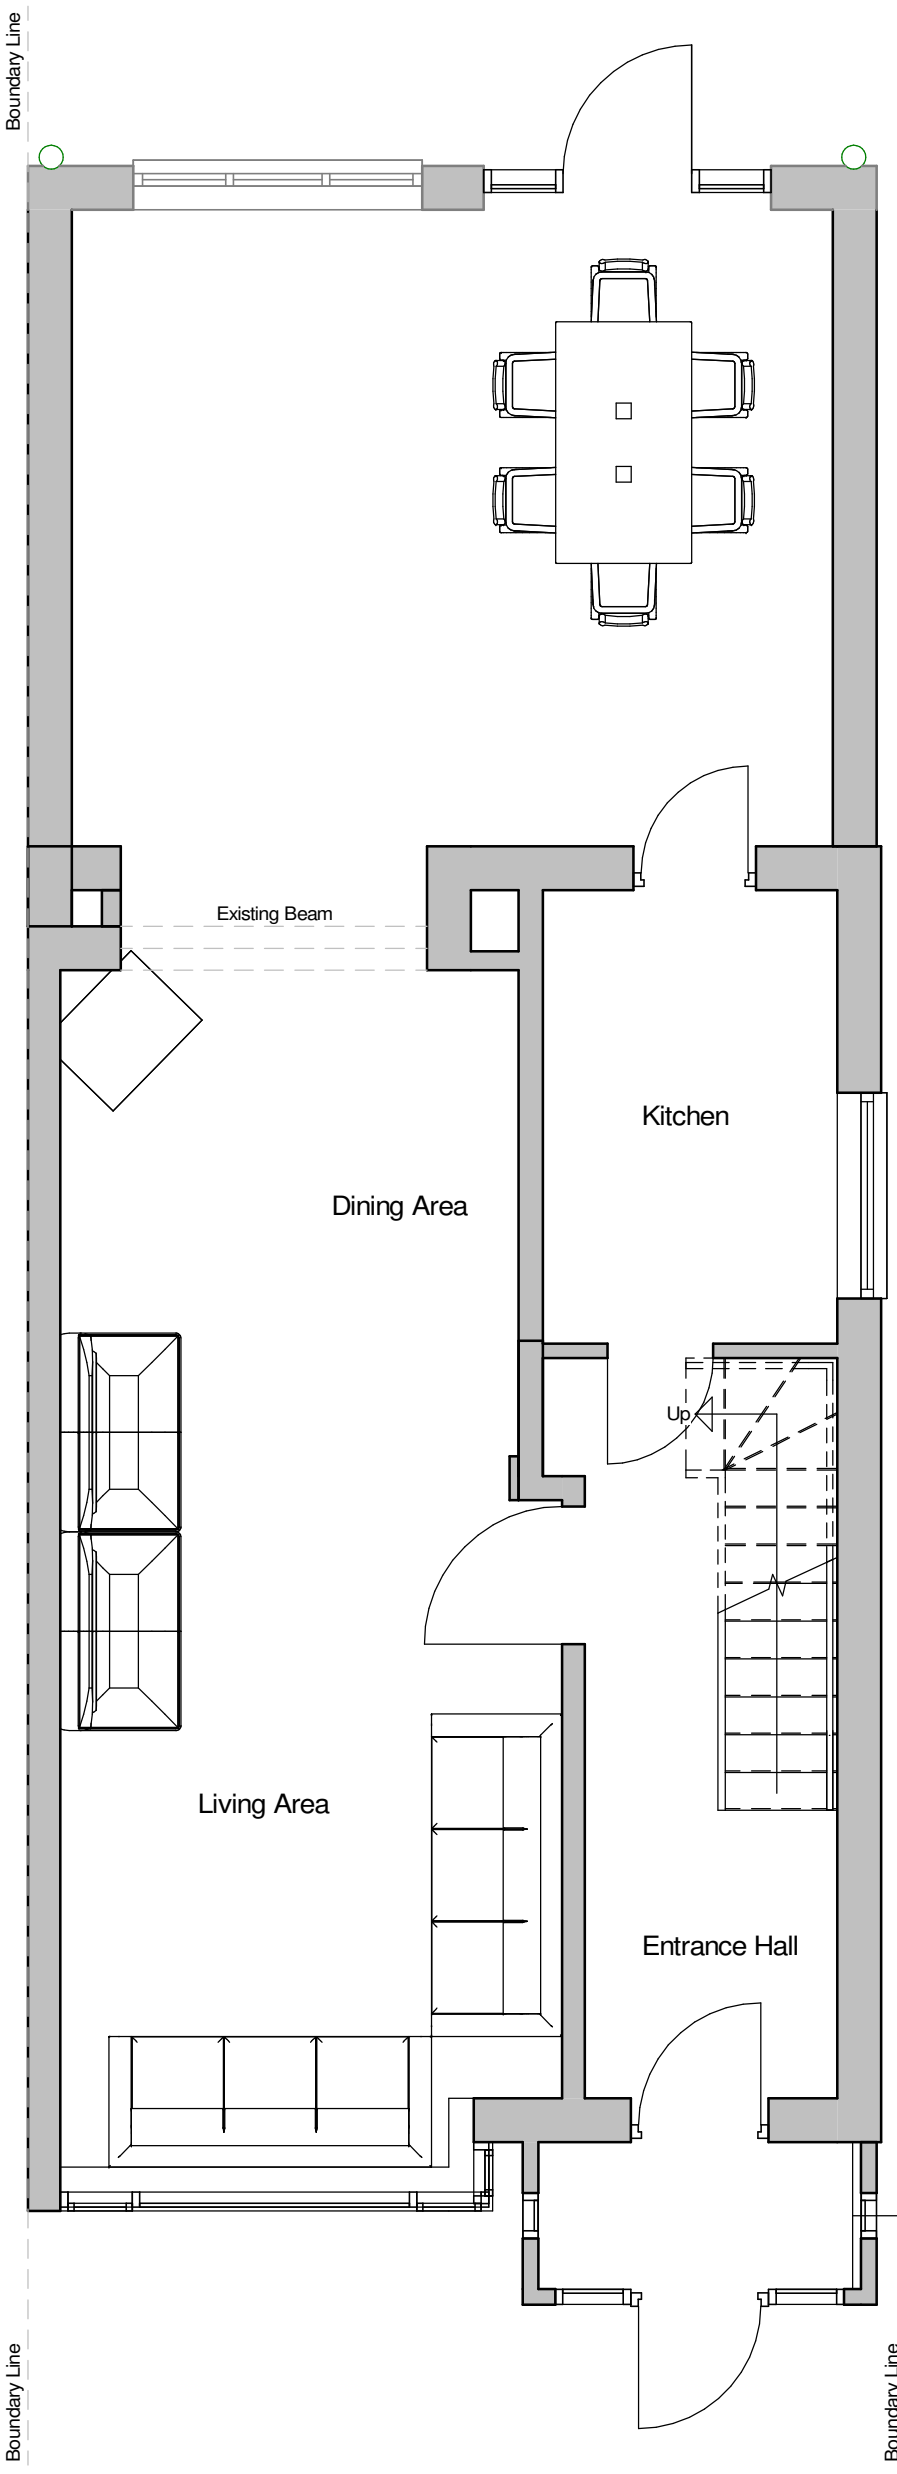 Boundary Line
Existing Beam
Kitchen
Dining Area
Up
Living Area
Entrance Hall
Boundary Line
Boundary Line